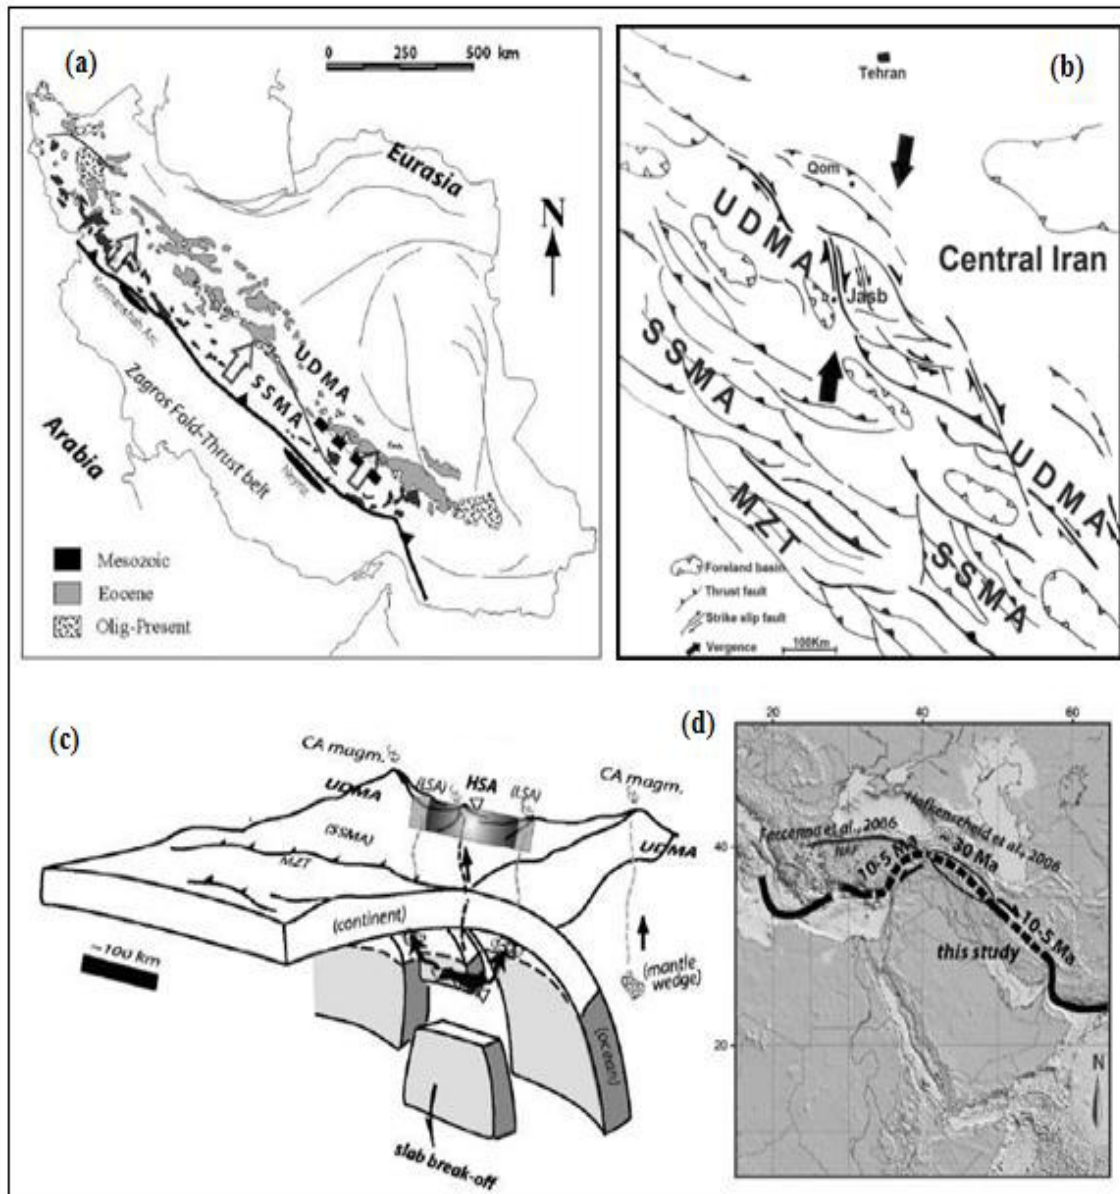 (a)
0 250 500 km
Eurasia
N
UDMA
SSMA
Kermanshah Arc
Zagros Fold-Thrust belt
Neyriz
Arabia
Mesozoic
Eocene
Olig-Present
(b)
Tehran
Qom
UDMA
Central Iran
Jasb
SSMA
UDMA
MZT
SSMA
Foreland basin
Thrust fault
Strike slip fault
Vergence
100Km
(c)
CA magm.
UDMA
(LSA)
HSA
(LSA)
CA magm.
(SSMA)
MZT
UDMA
(continent)
~100 km
(mantle
wedge)
(ocean)
slab break-off
(d)
20 40 60
Hafkenscheid et al., 2006
Faccenna et al., 2006
40
NAF
10-5 Ma
~ 30 Ma
10-5 Ma
this study
20
N